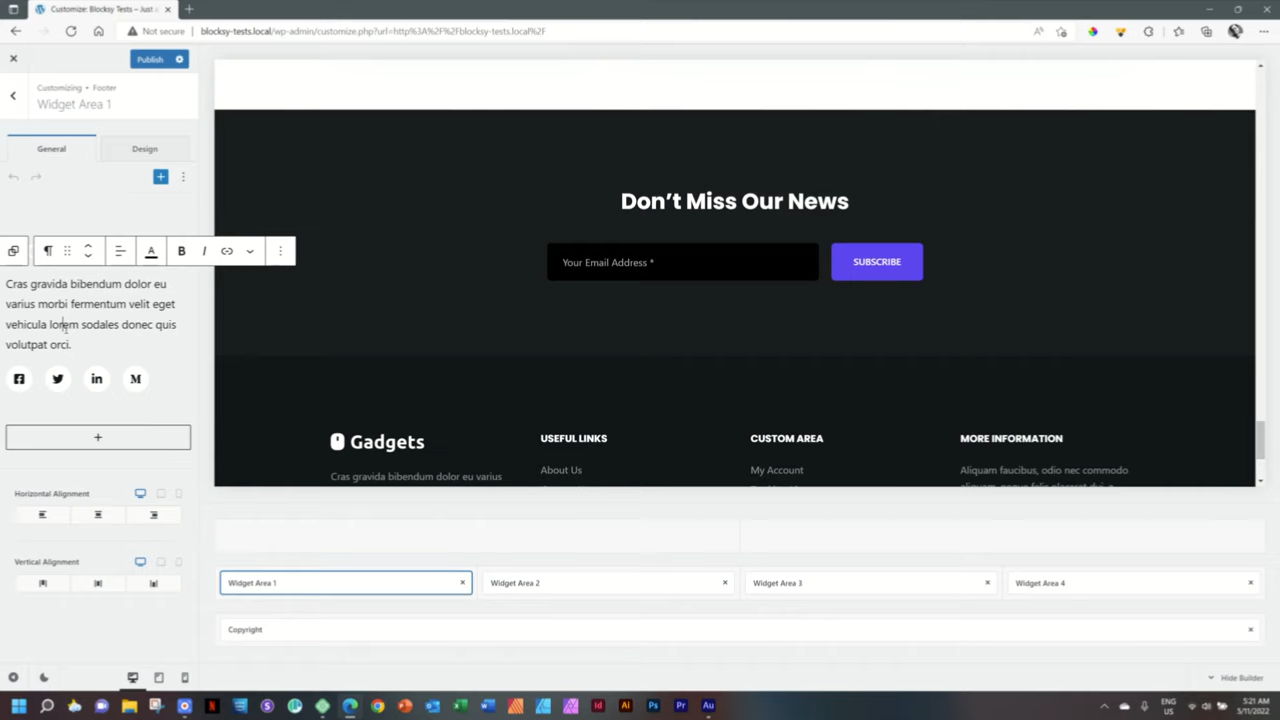 Customize: Blocksy Tests – Just A
Not secure
blocksy-tests.local/wp-admin/customize.php?url=http%3A%2F%2Fblocksy-tests.local%2F
Publish
Customizing • Footer
Widget Area 1
General
Design
Don’t Miss Our News
Your Email Address *
SUBSCRIBE
B I
Cras gravida bibendum dolor eu
varius morbi fermentum velit eget
vehicula lorem sodales donec quis
volutpat orci.
Gadgets
USEFUL LINKS
CUSTOM AREA
MORE INFORMATION
Cras gravida bibendum dolor eu varius
About Us
My Account
Aliquam faucibus, odio nec commodo
Horizontal Alignment
Vertical Alignment
Widget Area 1
Widget Area 2
Widget Area 3
Widget Area 4
Copyright
Hide Builder
ENG
US
5:21 AM
5/11/2022